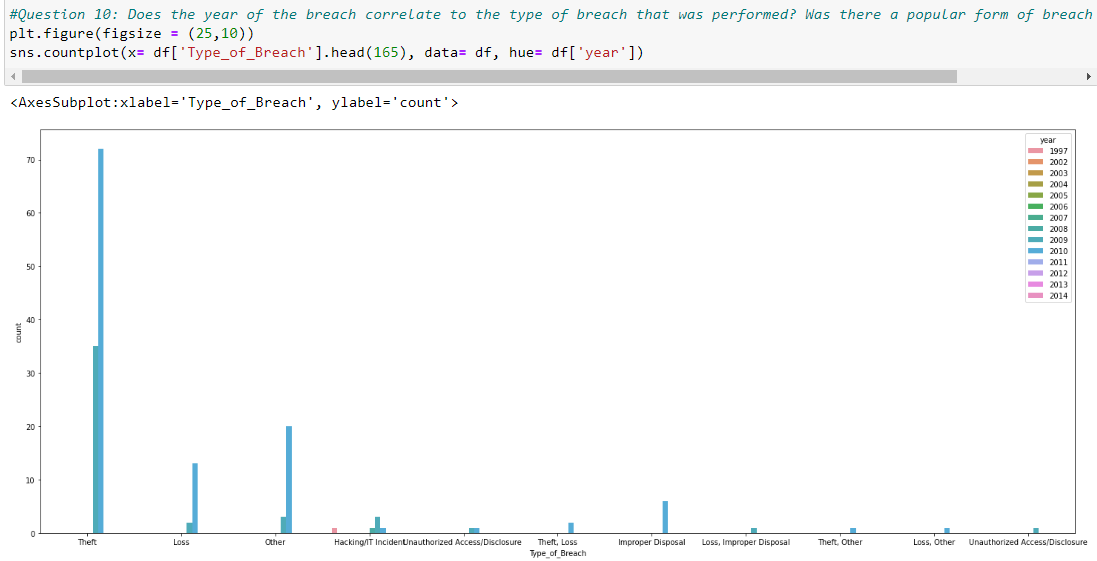 #Question 10: Does the year of the breach correlate to the type of breach that was performed? Was there a popular form of breach
plt.figure(figsize = (25,10))
sns.countplot(x= df['Type_of_Breach'].head(165), data= df, hue= df['year'])
<AxesSubplot:xlabel='Type_of_Breach', ylabel='count'>
year
1997
2002
2003
2004
2005
2006
2007
2008
2009
2010
2011
2012
2013
2014
70
60
50
40
30
20
10
0
count
Theft Loss Other Hacking/IT Incident Unauthorized Access/Disclosure Theft, Loss Improper Disposal Loss, Improper Disposal Theft, Other Loss, Other Unauthorized Access/Disclosure
Type_of_Breach